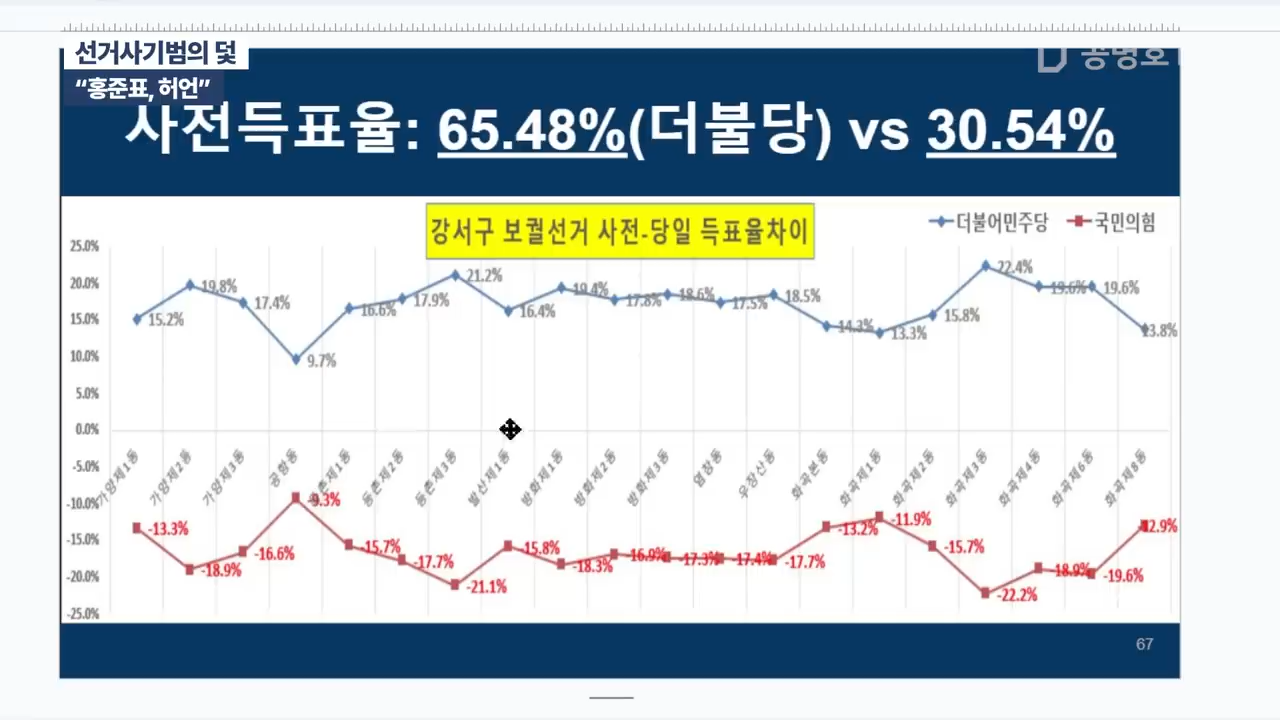 선거사기범의 덫
“홍준표, 허언”
공명호
사전득표율: 65.48%(더불당) vs 30.54%
강서구 보궐선거 사전-당일 득표율차이
더불어민주당 국민의힘
25.0%
20.0%
15.0%
10.0%
5.0%
0.0%
-5.0%
-10.0%
-15.0%
-20.0%
-25.0%
15.2% 19.8% 17.4% 9.7% 16.6% 17.9% 21.2% 16.4% 19.4% 17.8% 18.6% 17.5% 18.5% 14.3% 13.3% 15.8% 22.4% 19.6% 19.6% 13.8%
가양제1동 가양제2동 가양제3동 공항동 등촌제1동 등촌제2동 등촌제3동 발산제1동 방화제1동 방화제2동 방화제3동 염창동 우장산동 화곡본동 화곡제1동 화곡제2동 화곡제3동 화곡제4동 화곡제6동 화곡제8동
-13.3% -18.9% -16.6% -9.3% -15.7% -17.7% -21.1% -15.8% -18.3% -16.9% -17.3% -17.4% -17.7% -13.2% -11.9% -15.7% -22.2% -18.9% -19.6% 12.9%
67